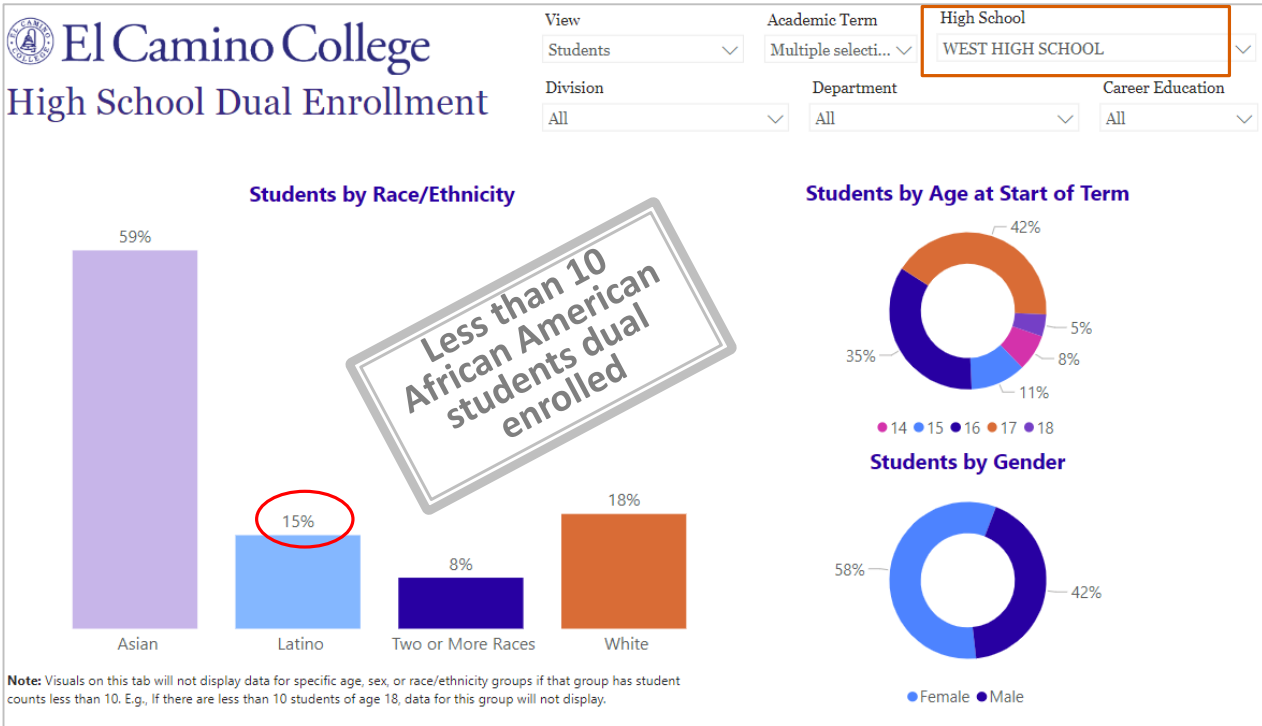 EL CAMINO
COLLEGE
El Camino College
High School Dual Enrollment
View
Students
Academic Term
Multiple selecti...
High School
WEST HIGH SCHOOL
Division
All
Department
All
Career Education
All
Students by Race/Ethnicity
59%
15%
8%
18%
Asian
Latino
Two or More Races
White
Less than 10
African American
students dual
enrolled
Students by Age at Start of Term
42%
5%
8%
11%
35%
14 15 16 17 18
Students by Gender
58%
42%
Female Male
Note: Visuals on this tab will not display data for specific age, sex, or race/ethnicity groups if that group has student
counts less than 10. E.g., If there are less than 10 students of age 18, data for this group will not display.